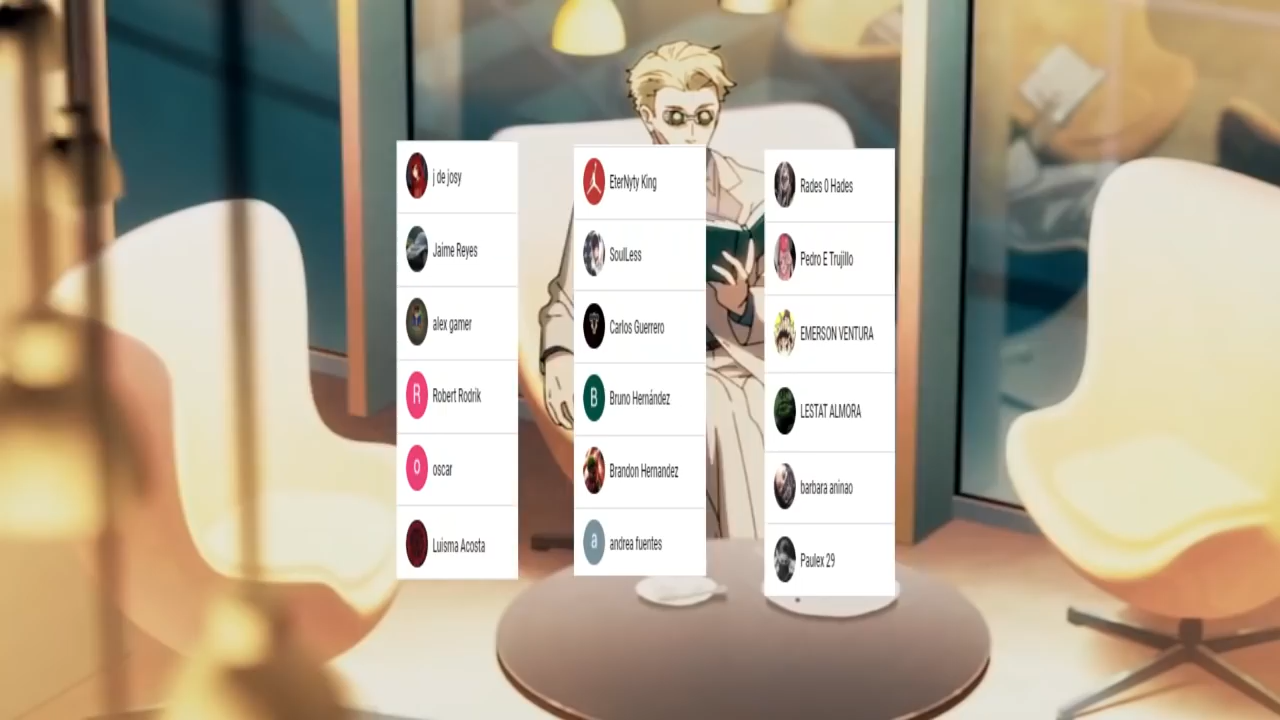 j de josy
Jaime Reyes
alex gamer
R
Robert Rodrik
o
oscar
Luisma Acosta
EterNyty King
SoulLess
Carlos Guerrero
B
Bruno Hernández
Brandon Hernandez
a
andrea fuentes
Rades 0 Hades
Pedro E Trujillo
EMERSON VENTURA
LESTAT ALMORA
barbara aninao
Paulex 29